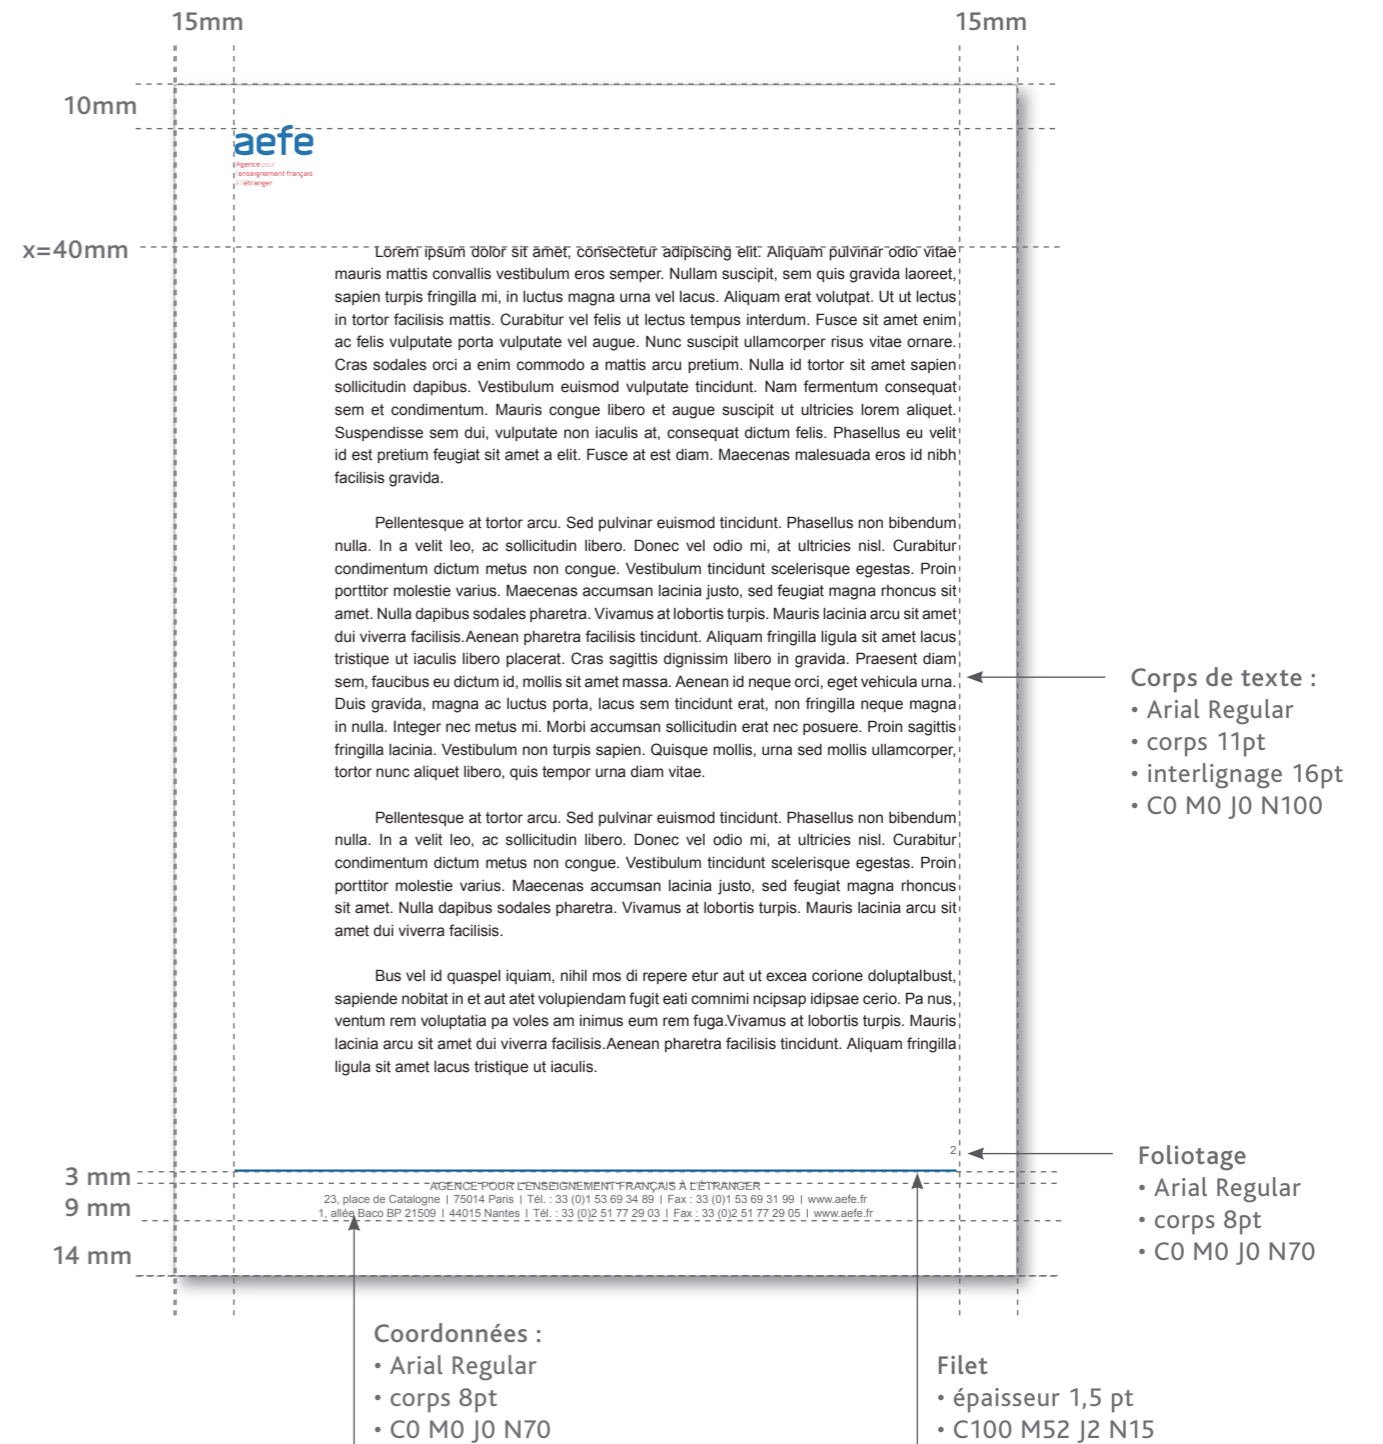 15mm
15mm
10mm
aefe
Agence pour
l'enseignement français
à l'étranger
x=40mm
Lorem ipsum dolor sit amet, consectetur adipiscing elit. Aliquam pulvinar odio vitae
mauris mattis convallis vestibulum eros semper. Nullam suscipit, sem quis gravida laoreet,
sapien turpis fringilla mi, in luctus magna urna vel lacus. Aliquam erat volutpat. Ut ut lectus
in tortor facilisis mattis. Curabitur vel felis ut lectus tempus interdum. Fusce sit amet enim
ac felis vulputate porta vulputate vel augue. Nunc suscipit ullamcorper risus vitae ornare.
Cras sodales orci a enim commodo a mattis arcu pretium. Nulla id tortor sit amet sapien
sollicitudin dapibus. Vestibulum euismod vulputate tincidunt. Nam fermentum consequat
sem et condimentum. Mauris congue libero et augue suscipit ut ultricies lorem aliquet.
Suspendisse sem dui, vulputate non iaculis at, consequat dictum felis. Phasellus eu velit
id est pretium feugiat sit amet a elit. Fusce at est diam. Maecenas malesuada eros id nibh
facilisis gravida.
Pellentesque at tortor arcu. Sed pulvinar euismod tincidunt. Phasellus non bibendum
nulla. In a velit leo, ac sollicitudin libero. Donec vel odio mi, at ultricies nisl. Curabitur
condimentum dictum metus non congue. Vestibulum tincidunt scelerisque egestas. Proin
porttitor molestie varius. Maecenas accumsan lacinia justo, sed feugiat magna rhoncus sit
amet. Nulla dapibus sodales pharetra. Vivamus at lobortis turpis. Mauris lacinia arcu sit amet
dui viverra facilisis.Aenean pharetra facilisis tincidunt. Aliquam fringilla ligula sit amet lacus
tristique ut iaculis libero placerat. Cras sagittis dignissim libero in gravida. Praesent diam
sem, faucibus eu dictum id, mollis sit amet massa. Aenean id neque orci, eget vehicula urna.
Duis gravida, magna ac luctus porta, lacus sem tincidunt erat, non fringilla neque magna
in nulla. Integer nec metus mi. Morbi accumsan sollicitudin erat nec posuere. Proin sagittis
fringilla lacinia. Vestibulum non turpis sapien. Quisque mollis, urna sed mollis ullamcorper,
tortor nunc aliquet libero, quis tempor urna diam vitae.
Pellentesque at tortor arcu. Sed pulvinar euismod tincidunt. Phasellus non bibendum
nulla. In a velit leo, ac sollicitudin libero. Donec vel odio mi, at ultricies nisl. Curabitur
condimentum dictum metus non congue. Vestibulum tincidunt scelerisque egestas. Proin
porttitor molestie varius. Maecenas accumsan lacinia justo, sed feugiat magna rhoncus
sit amet. Nulla dapibus sodales pharetra. Vivamus at lobortis turpis. Mauris lacinia arcu sit
amet dui viverra facilisis.
Bus vel id quaspel iquiam, nihil mos di repere etur aut ut excea corione doluptalbust,
sapiende nobitat in et aut atet volupiendam fugit eati comnimi ncipsap idipsae cerio. Pa nus,
ventum rem voluptatia pa voles am inimus eum rem fuga.Vivamus at lobortis turpis. Mauris
lacinia arcu sit amet dui viverra facilisis.Aenean pharetra facilisis tincidunt. Aliquam fringilla
ligula sit amet lacus tristique ut iaculis.
Corps de texte :
• Arial Regular
• corps 11pt
• interlignage 16pt
• C0 M0 J0 N100
2
Foliotage
• Arial Regular
• corps 8pt
• C0 M0 J0 N70
3 mm
9 mm
14 mm
AGENCE POUR L'ENSEIGNEMENT FRANÇAIS À L'ÉTRANGER
23, place de Catalogne | 75014 Paris | Tél. : 33 (0)1 53 69 34 89 | Fax : 33 (0)1 53 69 31 99 | www.aefe.fr
1, allée Baco BP 21509 | 44015 Nantes | Tél. : 33 (0)2 51 77 29 03 | Fax : 33 (0)2 51 77 29 05 | www.aefe.fr
Coordonnées :
• Arial Regular
• corps 8pt
• C0 M0 J0 N70
Filet
• épaisseur 1,5 pt
• C100 M52 J2 N15